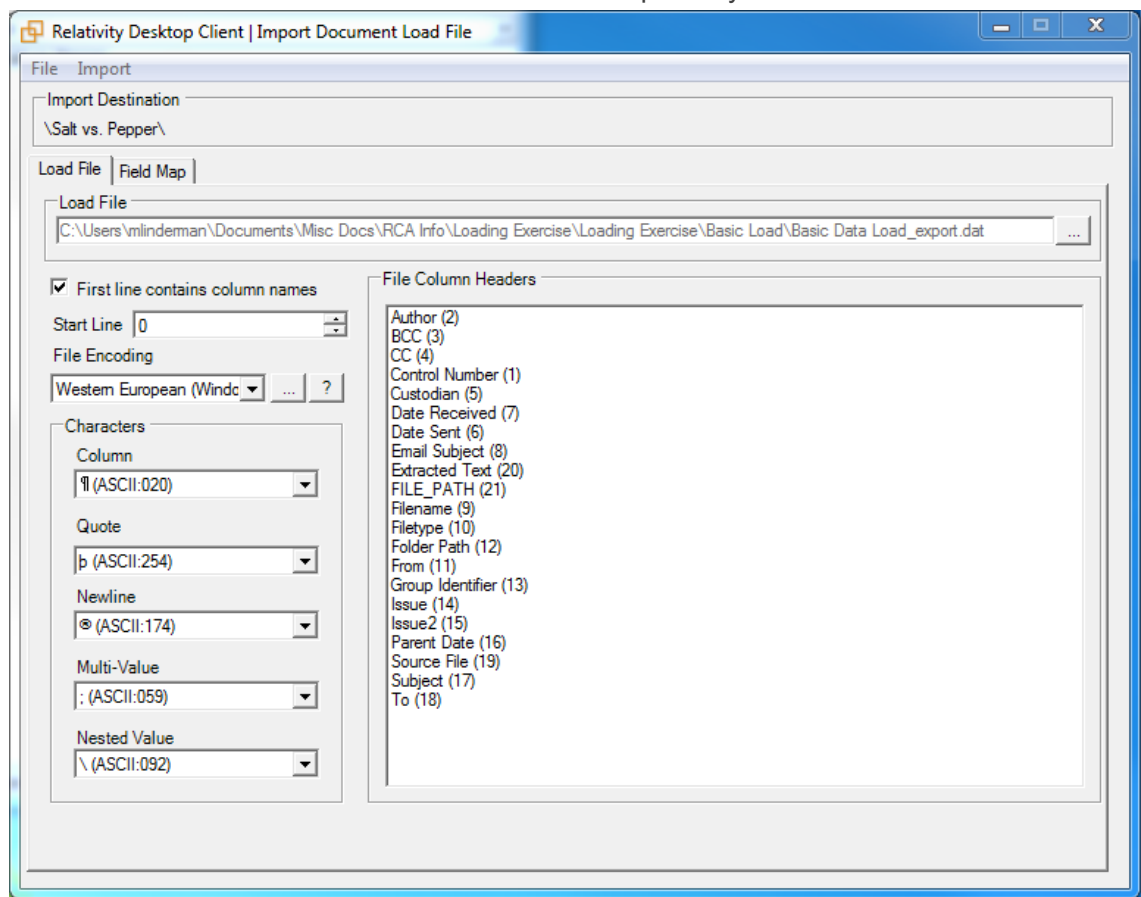 Relativity Desktop Client | Import Document Load File
File Import
Import Destination
\Salt vs. Pepper\
Load File Field Map
Load File
C:\Users\mlinderman\Documents\Misc Docs\RCA Info\Loading Exercise\Loading Exercise\Basic Load\Basic Data Load_export.dat ...
First line contains column names
Start Line 0
File Encoding
Western European (Windc ... ?
Characters
Column
¶ (ASCII:020)
Quote
þ (ASCII:254)
Newline
® (ASCII:174)
Multi-Value
; (ASCII:059)
Nested Value
\ (ASCII:092)
File Column Headers
Author (2)
BCC (3)
CC (4)
Control Number (1)
Custodian (5)
Date Received (7)
Date Sent (6)
Email Subject (8)
Extracted Text (20)
FILE_PATH (21)
Filename (9)
Filetype (10)
Folder Path (12)
From (11)
Group Identifier (13)
Issue (14)
Issue2 (15)
Parent Date (16)
Source File (19)
Subject (17)
To (18)